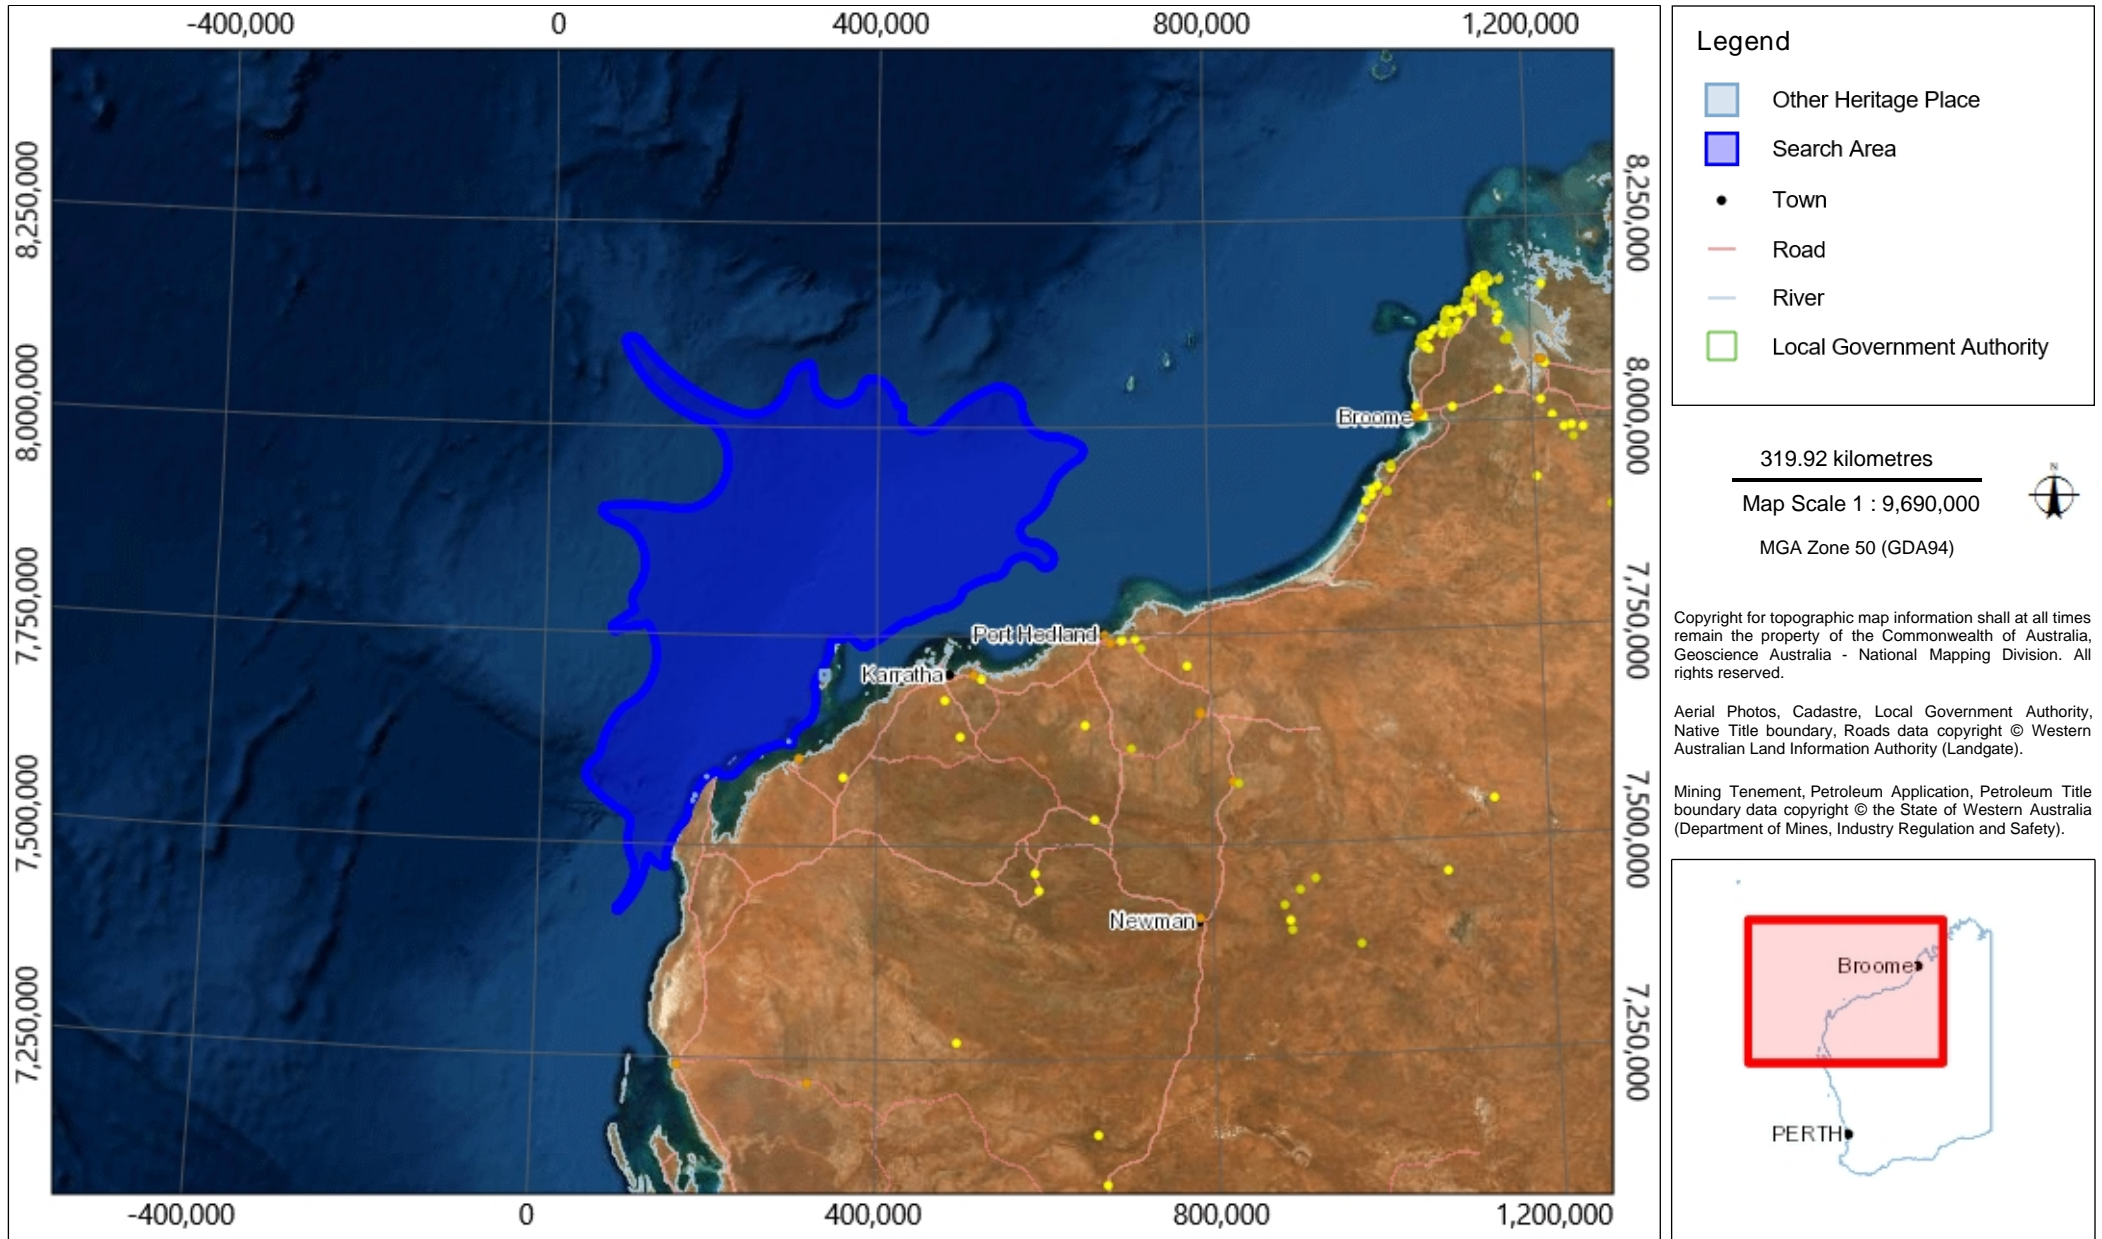 -400,000
0
400,000
800,000
1,200,000
8,250,000
8,000,000
7,750,000
7,500,000
7,250,000
8,250,000
8,000,000
7,750,000
7,500,000
7,250,000
Broome
Port Hedland
Karratha
Newman
-400,000
0
400,000
800,000
1,200,000
Legend
Other Heritage Place
Search Area
Town
Road
River
Local Government Authority
319.92 kilometres
Map Scale 1 : 9,690,000
MGA Zone 50 (GDA94)
N
Copyright for topographic map information shall at all times
remain the property of the Commonwealth of Australia,
Geoscience Australia - National Mapping Division. All
rights reserved.
Aerial Photos, Cadastre, Local Government Authority,
Native Title boundary, Roads data copyright © Western
Australian Land Information Authority (Landgate).
Mining Tenement, Petroleum Application, Petroleum Title
boundary data copyright © the State of Western Australia
(Department of Mines, Industry Regulation and Safety).
Broome
PERTH